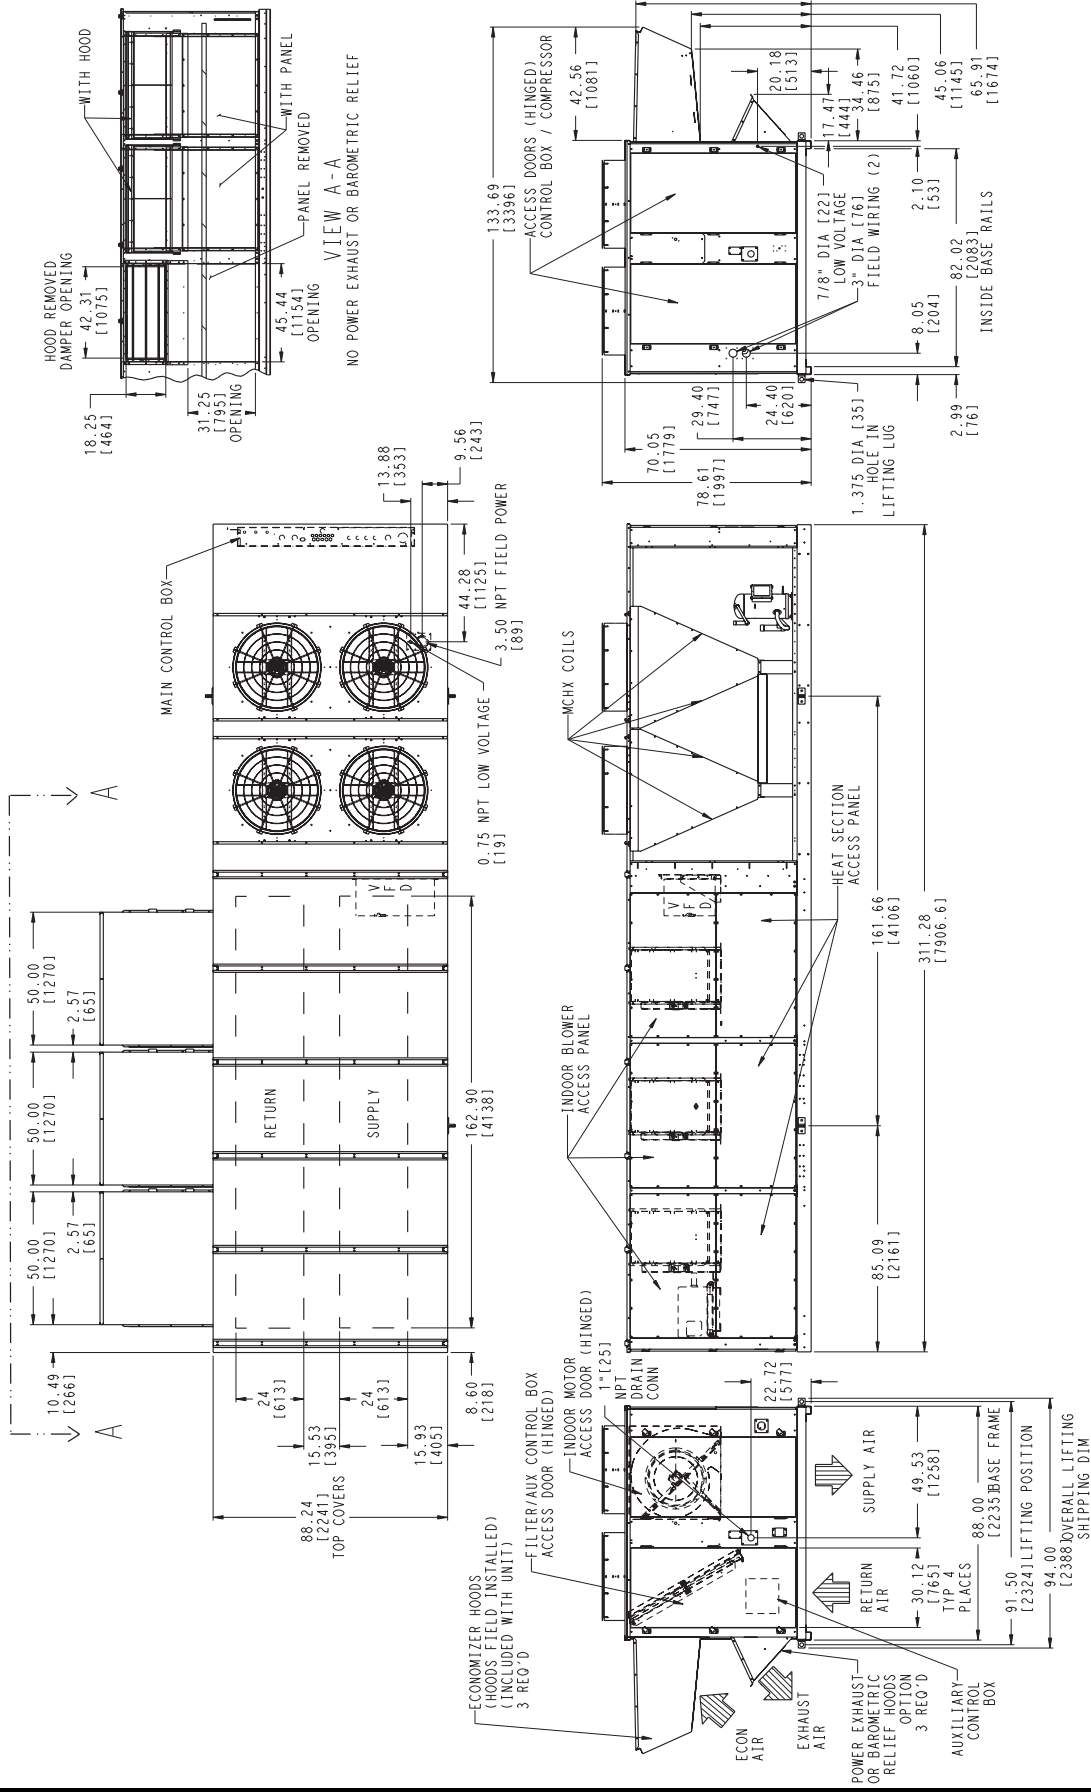 WITH HOOD
HOOD REMOVED
DAMPER OPENING
42.31
[1075]
18.25
[464]
31.25
[795]
OPENING
45.44
[1154]
OPENING
PANEL REMOVED
WITH PANEL
VIEW A-A
NO POWER EXHAUST OR BAROMETRIC RELIEF
A
A
10.49
[266]
50.00
[1270]
2.57
[65]
50.00
[1270]
2.57
[65]
50.00
[1270]
MAIN CONTROL BOX
RETURN
SUPPLY
V
F
D
88.24
[2241]
TOP COVERS
24
[613]
15.53
[395]
24
[613]
15.93
[405]
8.60
[218]
162.90
[4138]
0.75 NPT LOW VOLTAGE
[19]
3.50 NPT FIELD POWER
[89]
44.28
[1125]
13.88
[353]
9.56
[243]
ECONOMIZER HOODS
(HOODS FIELD INSTALLED)
(INCLUDED WITH UNIT)
3 REQ'D
FILTER/AUX CONTROL BOX
ACCESS DOOR (HINGED)
INDOOR MOTOR
ACCESS DOOR (HINGED)
1"[25]
NPT
DRAIN
CONN
22.72
[577]
ECON
AIR
EXHAUST
AIR
POWER EXHAUST
OR BAROMETRIC
RELIEF HOODS
OPTION
3 REQ'D
AUXILIARY
CONTROL
BOX
RETURN
AIR
SUPPLY AIR
30.12
[765]
TYP 4
PLACES
49.53
[1258]
88.00
[2235]BASE FRAME
91.50
[2324]LIFTING POSITION
94.00
[2388]OVERALL LIFTING
SHIPPING DIM
INDOOR BLOWER
ACCESS PANEL
MCHX COILS
V
F
D
HEAT SECTION
ACCESS PANEL
85.09
[2161]
161.66
[4106]
311.28
[7906.6]
133.69
[3396]
42.56
[1081]
ACCESS DOORS (HINGED)
CONTROL BOX / COMPRESSOR
78.61
[1997]
70.05
[1779]
29.40
[747]
24.40
[620]
1.375 DIA [35]
HOLE IN
LIFTING LUG
7/8" DIA [22]
LOW VOLTAGE
3" DIA [76]
FIELD WIRING (2)
20.18
[513]
17.47
[444]
34.46
[875]
41.72
[1060]
45.06
[1145]
65.91
[1674]
2.99
[76]
8.05
[204]
82.02
[2083]
INSIDE BASE RAILS
2.10
[53]